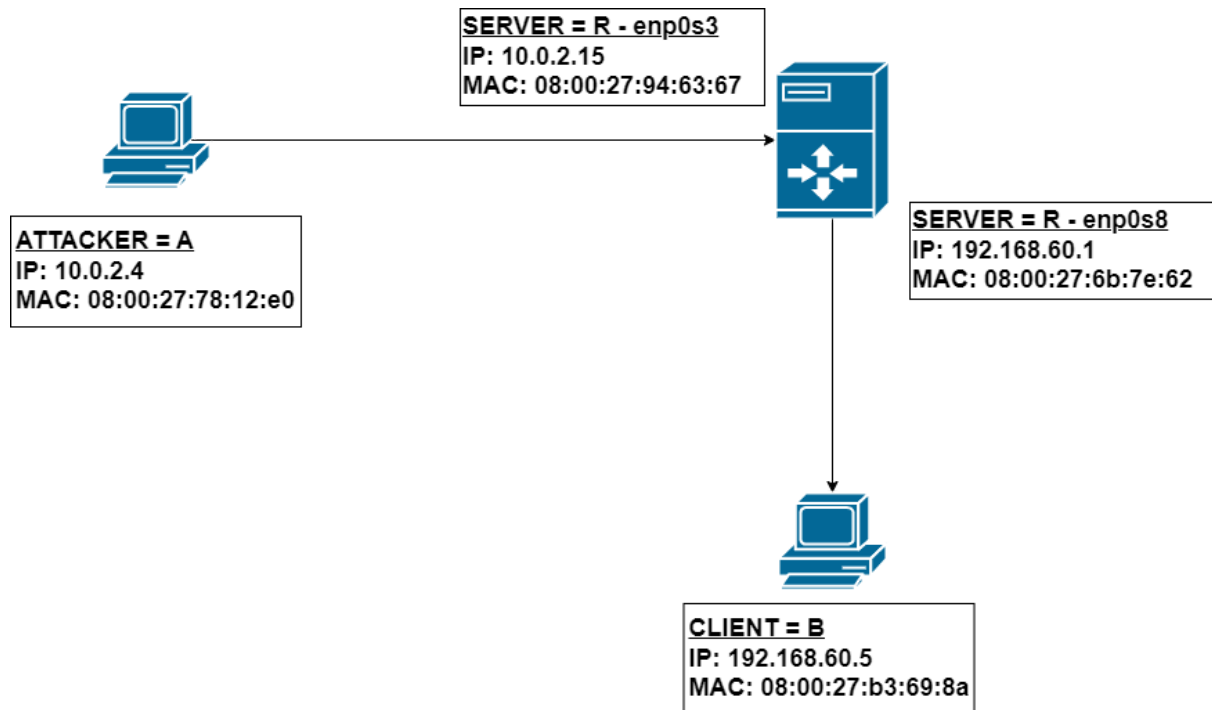 SERVER = R - enp0s3
IP: 10.0.2.15
MAC: 08:00:27:94:63:67
ATTACKER = A
IP: 10.0.2.4
MAC: 08:00:27:78:12:e0
SERVER = R - enp0s8
IP: 192.168.60.1
MAC: 08:00:27:6b:7e:62
CLIENT = B
IP: 192.168.60.5
MAC: 08:00:27:b3:69:8a